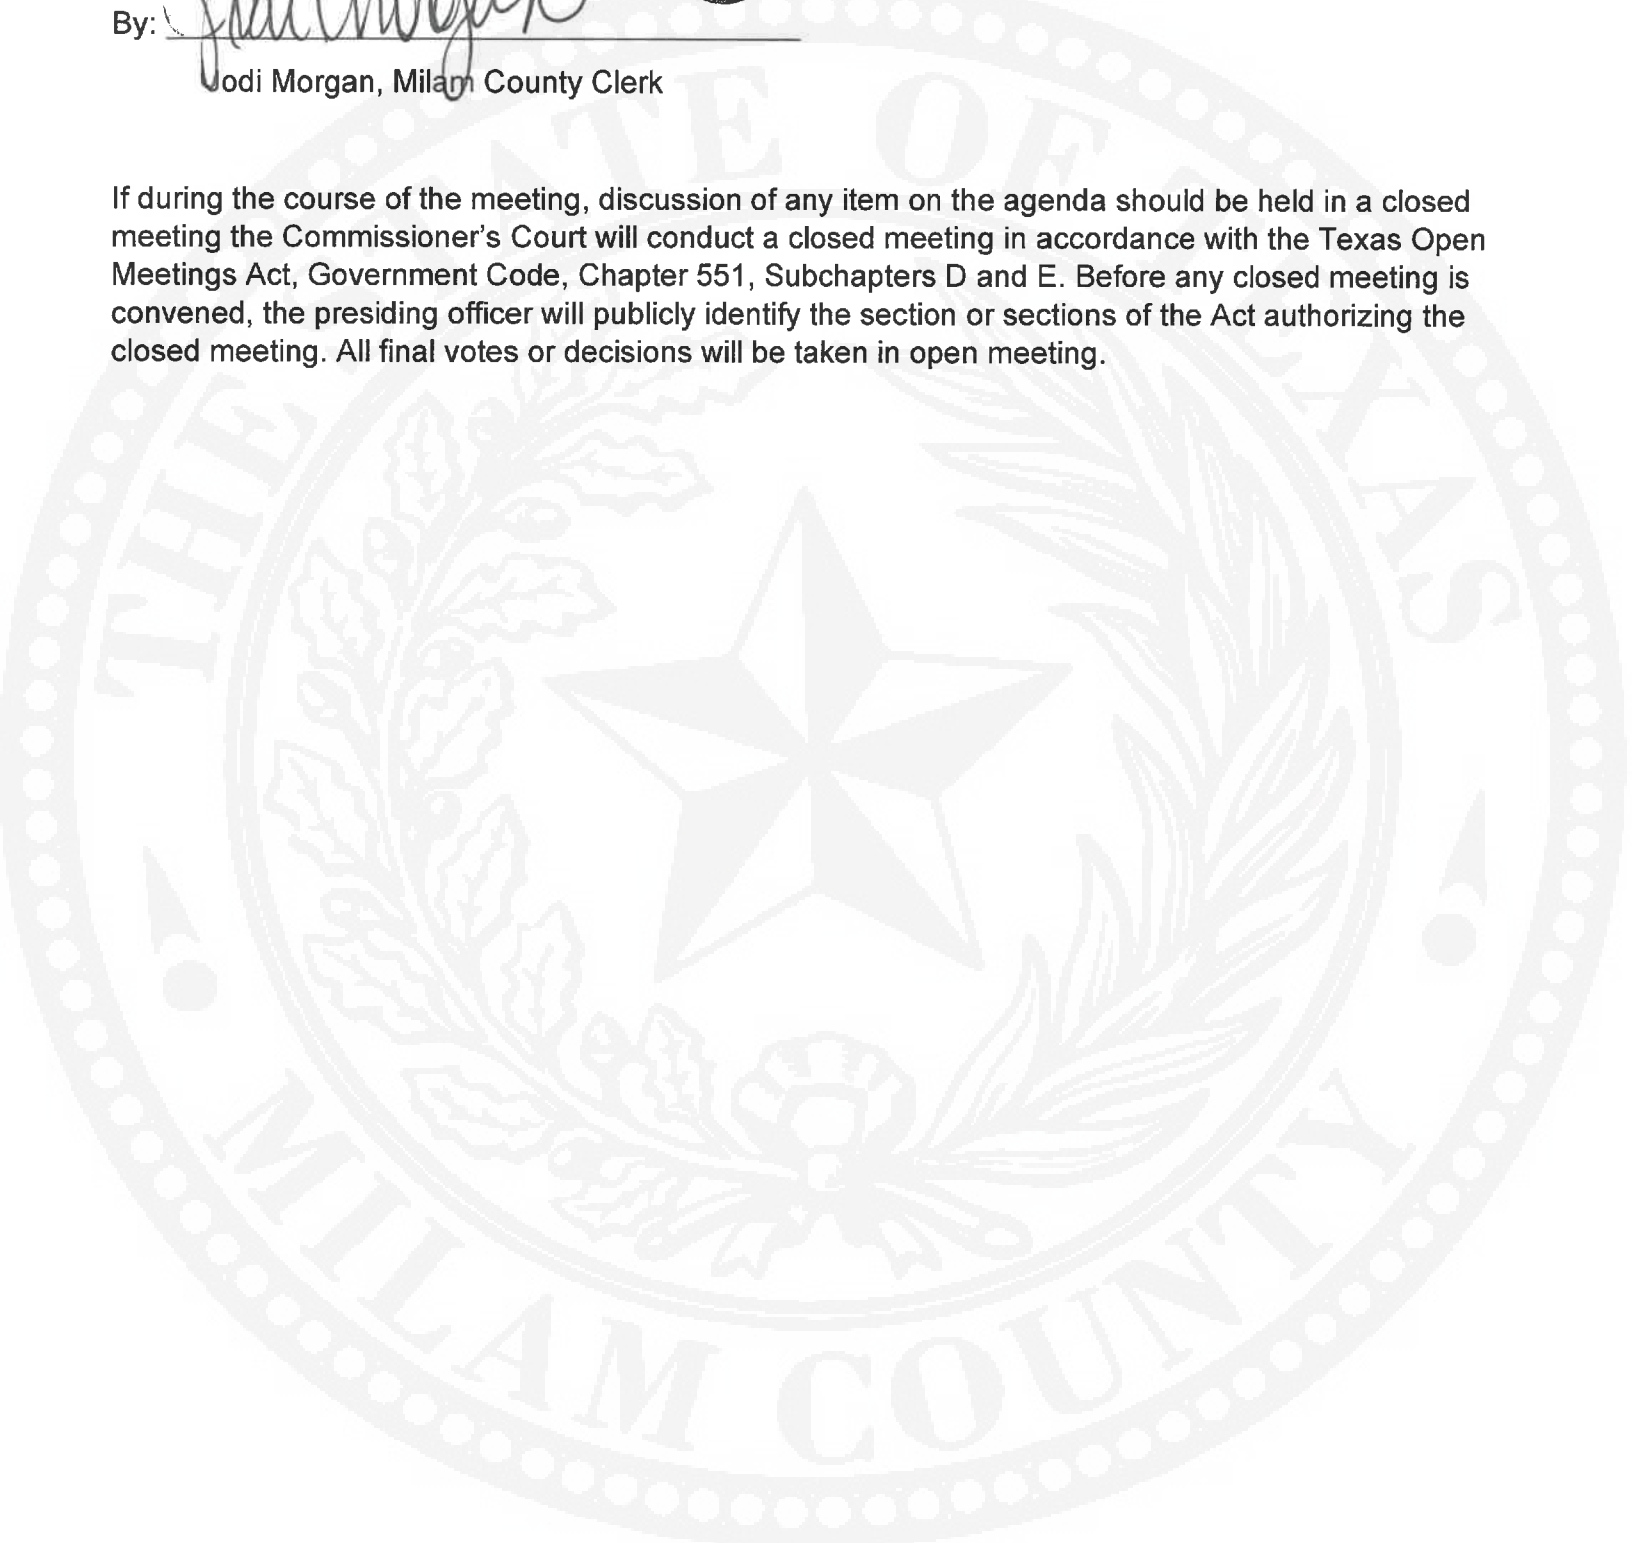 By: Jodi Morgan
Jodi Morgan, Milam County Clerk
If during the course of the meeting, discussion of any item on the agenda should be held in a closed
meeting the Commissioner's Court will conduct a closed meeting in accordance with the Texas Open
Meetings Act, Government Code, Chapter 551, Subchapters D and E. Before any closed meeting is
convened, the presiding officer will publicly identify the section or sections of the Act authorizing the
closed meeting. All final votes or decisions will be taken in open meeting.
THE STATE OF TEXAS
MILAM COUNTY